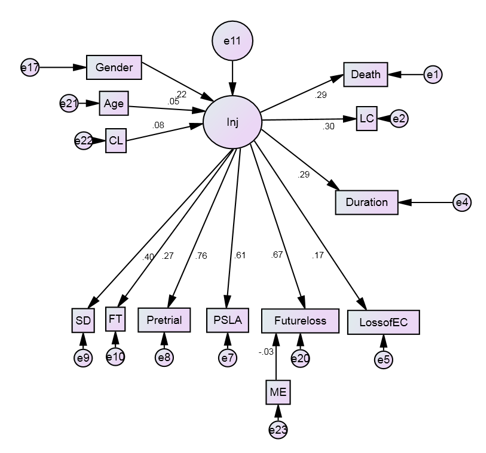 e11
e17
Gender
Death
e1
.22
.05
.29
e21
Age
e22
CL
.08
Inj
.30
LC
e2
.29
Duration
e4
.40
.27
.76
.61
.67
.17
SD
FT
Pretrial
PSLA
Futureloss
LossofEC
e9
e10
e8
e7
-.03
e20
e5
ME
e23